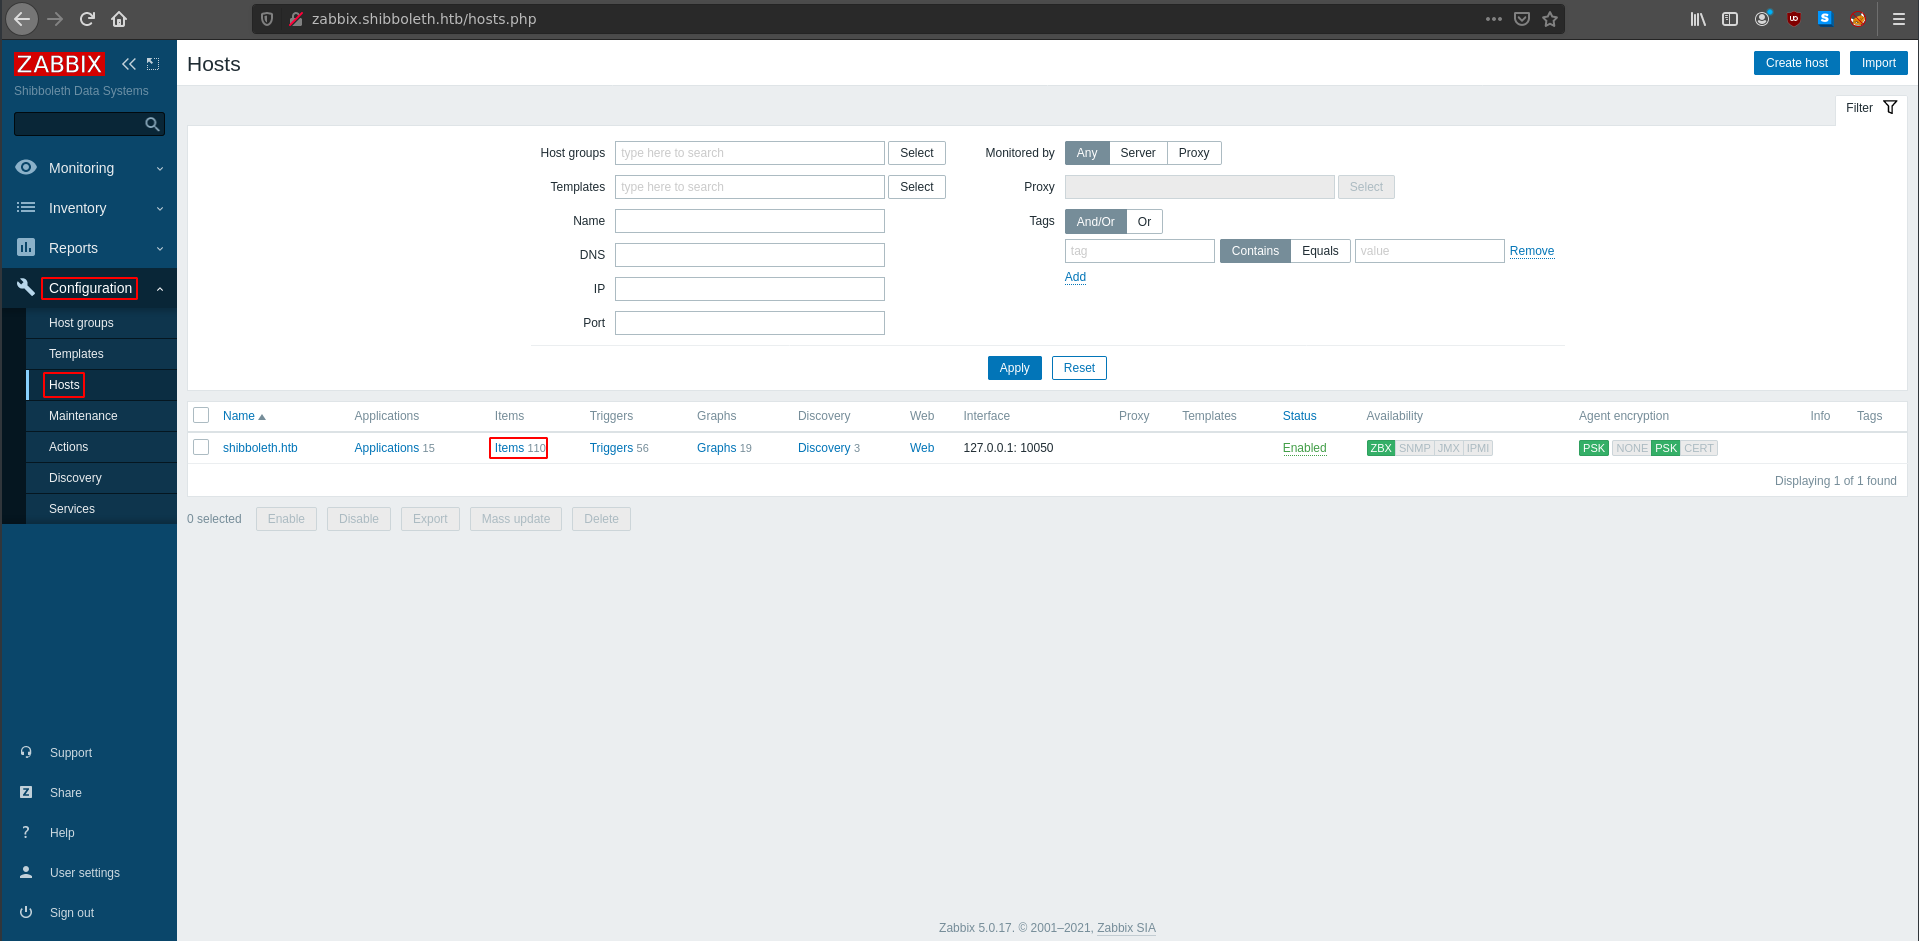 zabbix.shibboleth.htb/hosts.php
ZABBIX
Shibboleth Data Systems
Monitoring
Inventory
Reports
Configuration
Host groups
Templates
Hosts
Maintenance
Actions
Discovery
Services
Support
Share
Help
User settings
Sign out
Hosts
Create host Import
Filter
Host groups type here to search Select Monitored by Any Server Proxy
Templates type here to search Select Proxy Select
Name Tags And/Or Or
DNS tag Contains Equals value Remove
Add
IP
Port
Apply Reset
Name Applications Items Triggers Graphs Discovery Web Interface Proxy Templates Status Availability Agent encryption Info Tags
shibboleth.htb Applications 15 Items 110 Triggers 56 Graphs 19 Discovery 3 Web 127.0.0.1: 10050 Enabled ZBX SNMP JMX IPMI PSK NONE PSK CERT
Displaying 1 of 1 found
0 selected Enable Disable Export Mass update Delete
Zabbix 5.0.17. © 2001–2021, Zabbix SIA